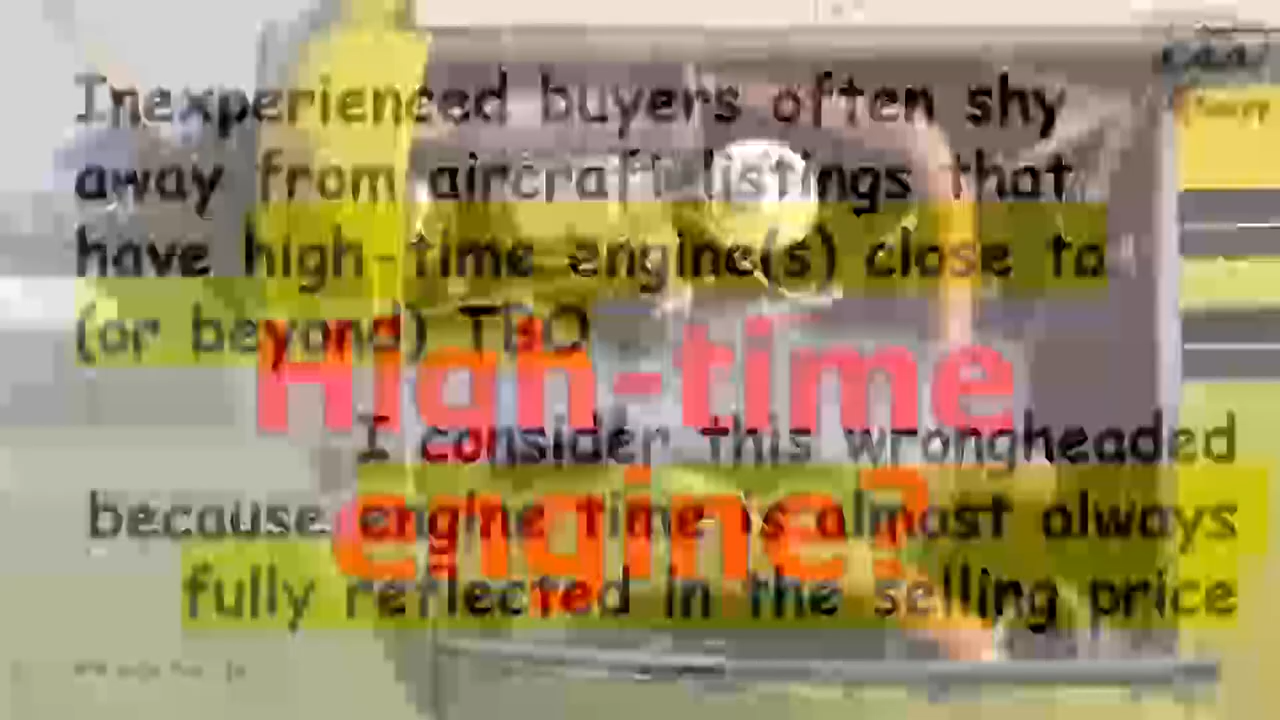 Inexperienced buyers often shy
away from aircraft listings that
have high-time engine(s) close to
(or beyond) TBO
High-time
I consider this wrongheaded
engine?
because engine time is almost always
fully reflected in the selling price